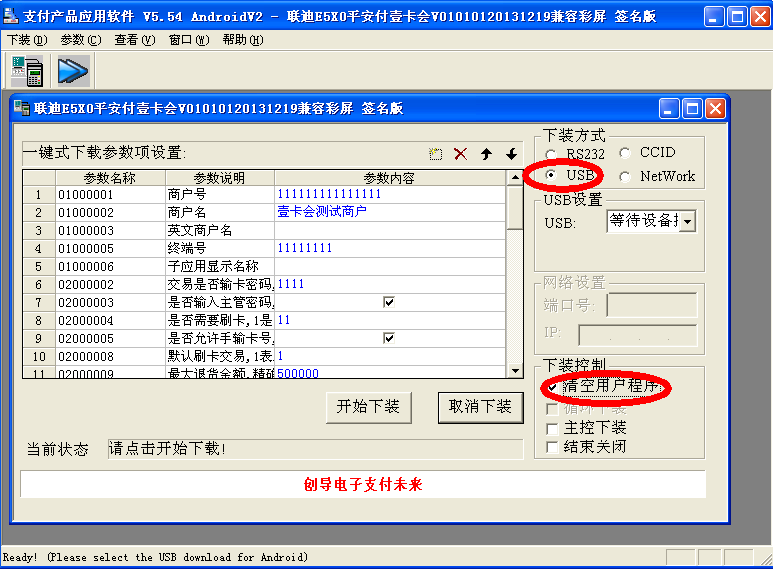 支付产品应用软件 V5.54 AndroidV2 - 联迪E5X0平安付壹卡会V01010120131219兼容彩屏 签名版
下装(D) 参数(C) 查看(V) 窗口(W) 帮助(H)
联迪E5X0平安付壹卡会V01010120131219兼容彩屏 签名版
一键式下载参数项设置:
参数名称 参数说明 参数内容
1 01000001 商户号 111111111111111
2 01000002 商户名 壹卡会测试商户
3 01000003 英文商户名
4 01000005 终端号 11111111
5 01000006 子应用显示名称
6 02000002 交易是否输卡密码, 1111
7 02000003 是否输入主管密码,
8 02000004 是否需要刷卡,1是 11
9 02000005 是否允许手输卡号,
10 02000008 默认刷卡交易,1表 1
11 02000009 最大退货金额,精确 500000
开始下装 取消下装
当前状态 请点击开始下载!
下装方式
RS232 CCID
USB NetWork
USB设置
USB: 等待设备
网络设置
端口号:
IP:
下装控制
清空用户程序
循环下装
主控下装
结束关闭
创导电子支付未来
Ready! (Please select the USB download for Android)